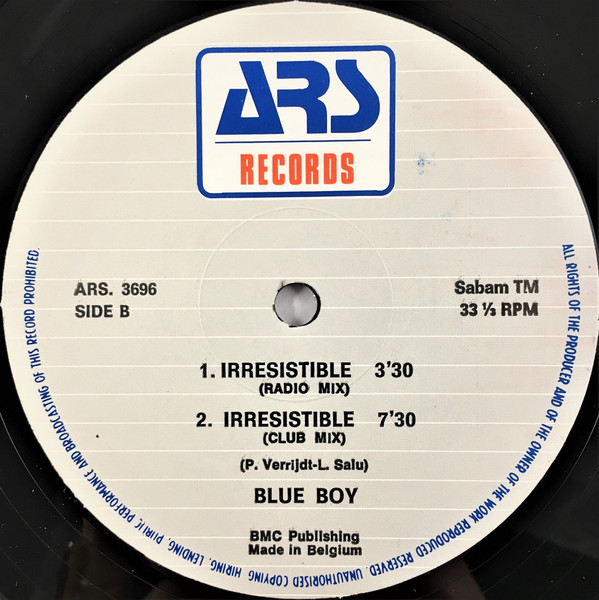 ARS
RECORDS
ARS. 3696
SIDE B
Sabam TM
33 ⅓ RPM
1. IRRESISTIBLE 3'30
(RADIO MIX)
2. IRRESISTIBLE 7'30
(CLUB MIX)
(P. Verrijdt-L. Salu)
BLUE BOY
BMC Publishing
Made in Belgium
ALL RIGHTS OF THE PRODUCER AND OF THE OWNER OF THE WORK REPRODUCED RESERVED. UNAUTHORISED COPYING, HIRING, LENDING, PUBLIC PERFORMANCE AND BROADCASTING OF THIS RECORD PROHIBITED.